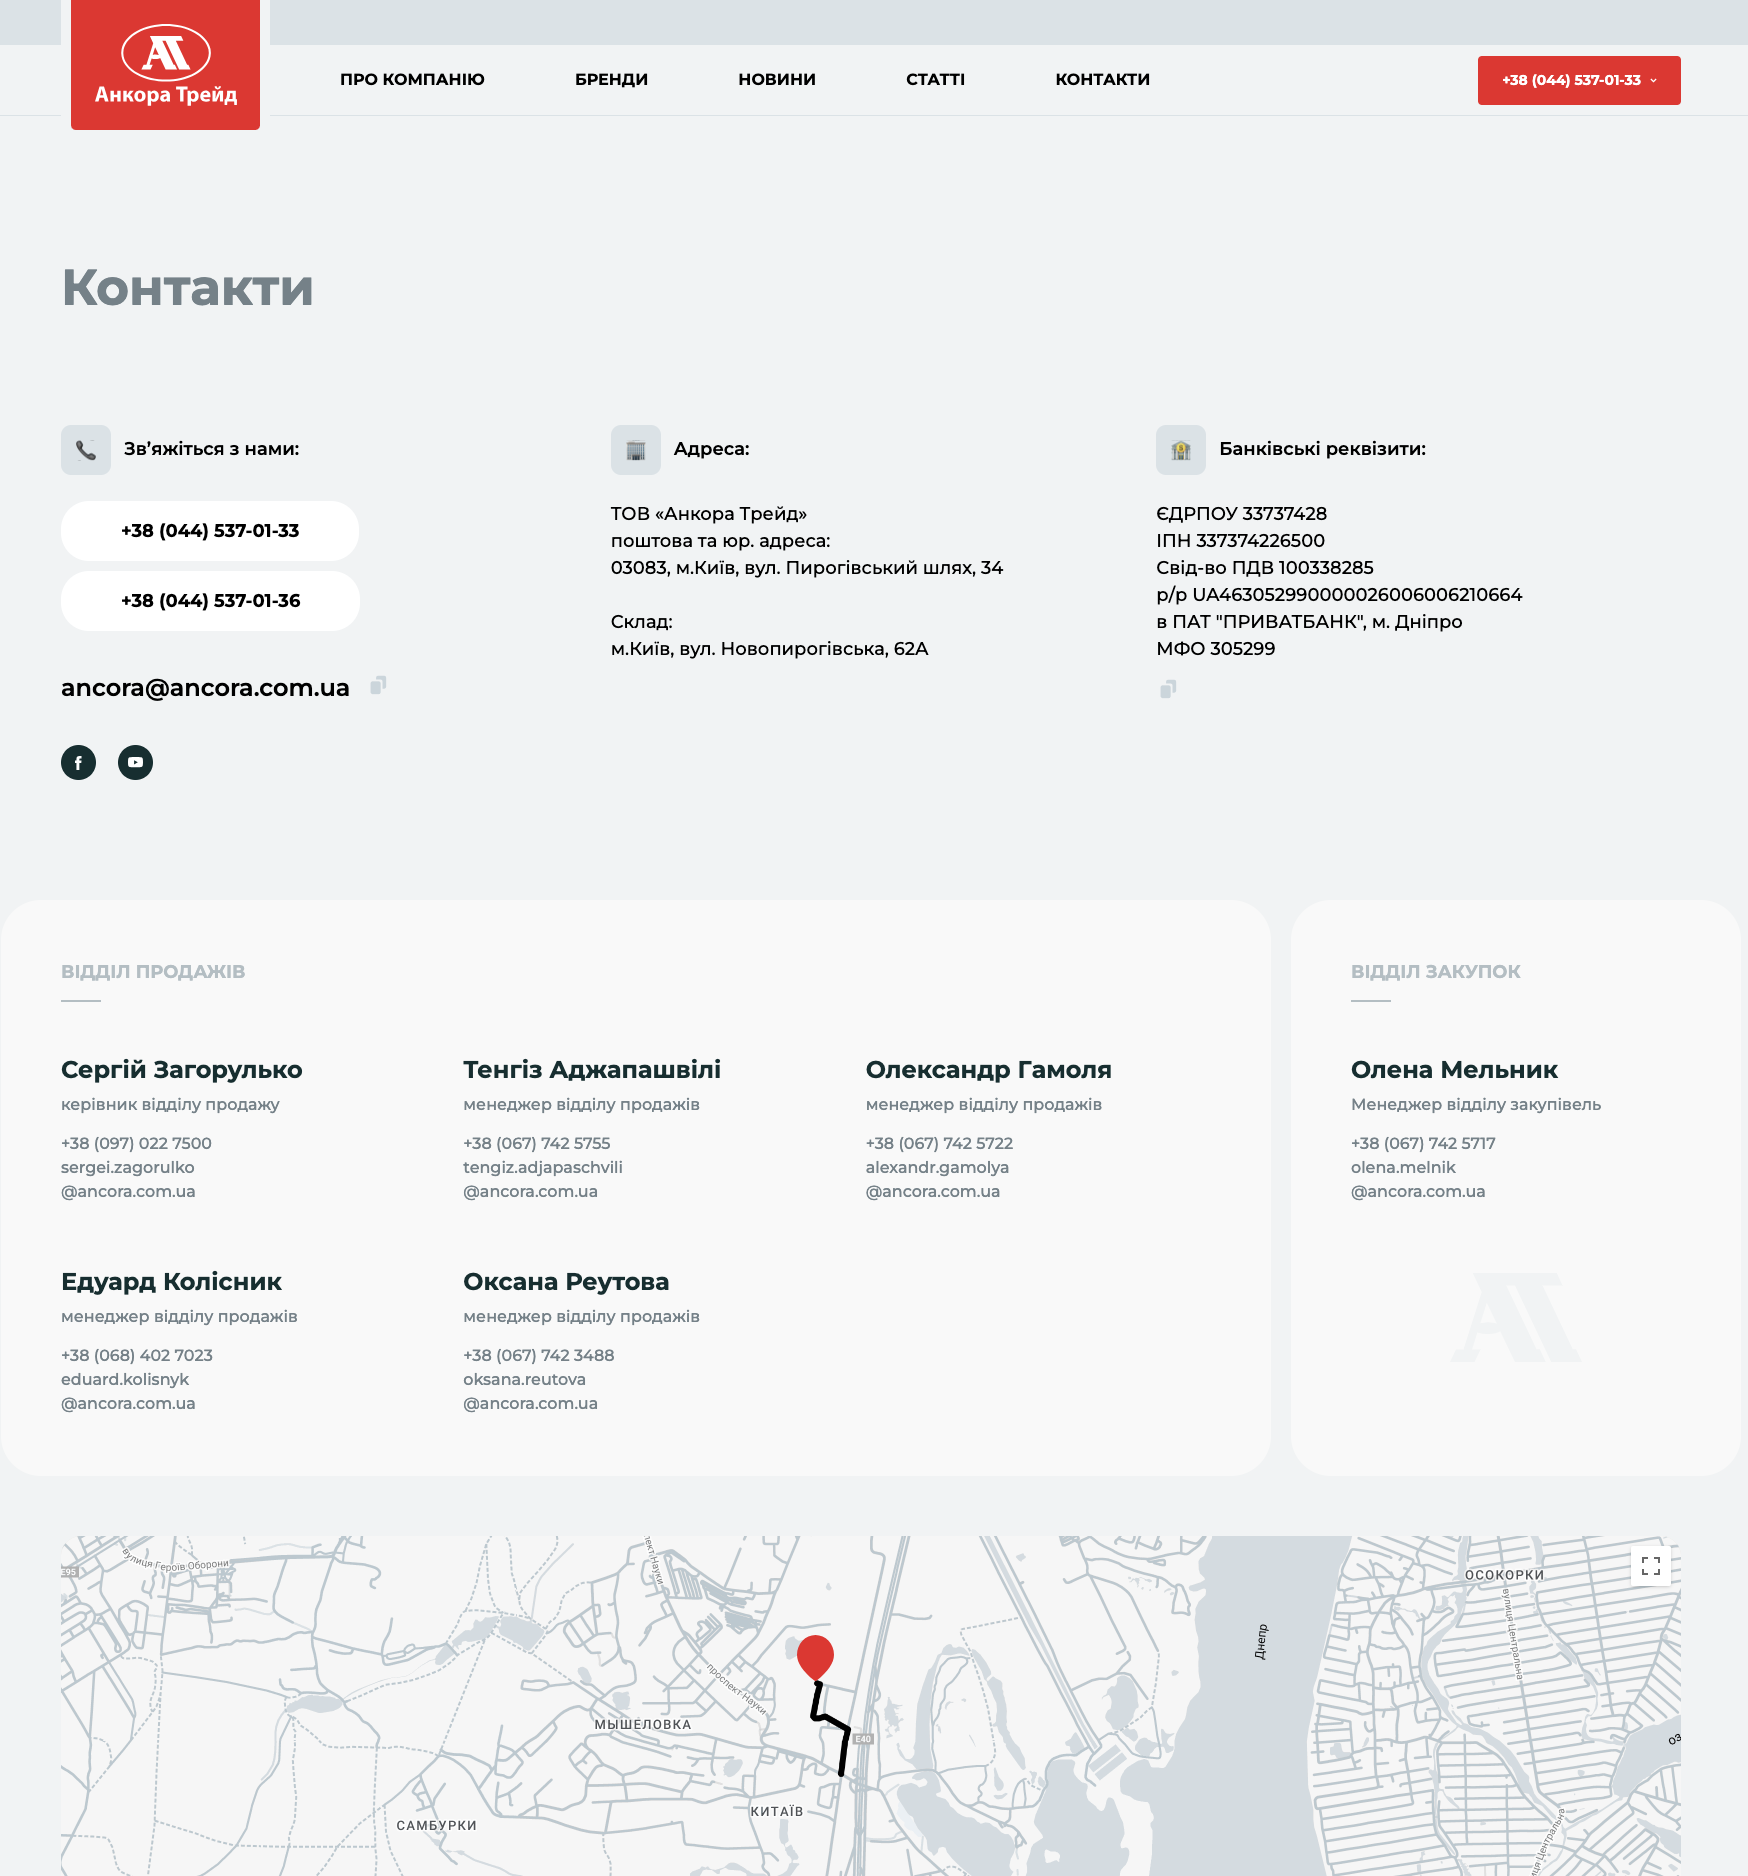 Анкора Трейд
ПРО КОМПАНІЮ
БРЕНДИ
НОВИНИ
СТАТТІ
КОНТАКТИ
+38 (044) 537-01-33
Контакти
Зв’яжіться з нами:
+38 (044) 537-01-33
+38 (044) 537-01-36
ancora@ancora.com.ua
Адреса:
ТОВ «Анкора Трейд»
поштова та юр. адреса:
03083, м.Київ, вул. Пирогівський шлях, 34
Склад:
м.Київ, вул. Новопирогівська, 62А
Банківські реквізити:
ЄДРПОУ 33737428
ІПН 337374226500
Свід-во ПДВ 100338285
р/р UA463052990000026006006210664
в ПАТ "ПРИВАТБАНК", м. Дніпро
МФО 305299
ВІДДІЛ ПРОДАЖІВ
Сергій Загорулько
керівник відділу продажу
+38 (097) 022 7500
sergei.zagorulko
@ancora.com.ua
Тенгіз Аджапашвілі
менеджер відділу продажів
+38 (067) 742 5755
tengiz.adjapaschvili
@ancora.com.ua
Олександр Гамоля
менеджер відділу продажів
+38 (067) 742 5722
alexandr.gamolya
@ancora.com.ua
Едуард Колісник
менеджер відділу продажів
+38 (068) 402 7023
eduard.kolisnyk
@ancora.com.ua
Оксана Реутова
менеджер відділу продажів
+38 (067) 742 3488
oksana.reutova
@ancora.com.ua
ВІДДІЛ ЗАКУПОК
Олена Мельник
Менеджер відділу закупівель
+38 (067) 742 5717
olena.melnik
@ancora.com.ua
вулиця Героїв Оборони
E95
Науки
ОСОКОРКИ
вулиця Центральна
Днепр
проспект Науки
МЫШЕЛОВКА
E40
КИТАЇВ
САМБУРКИ
Центральна